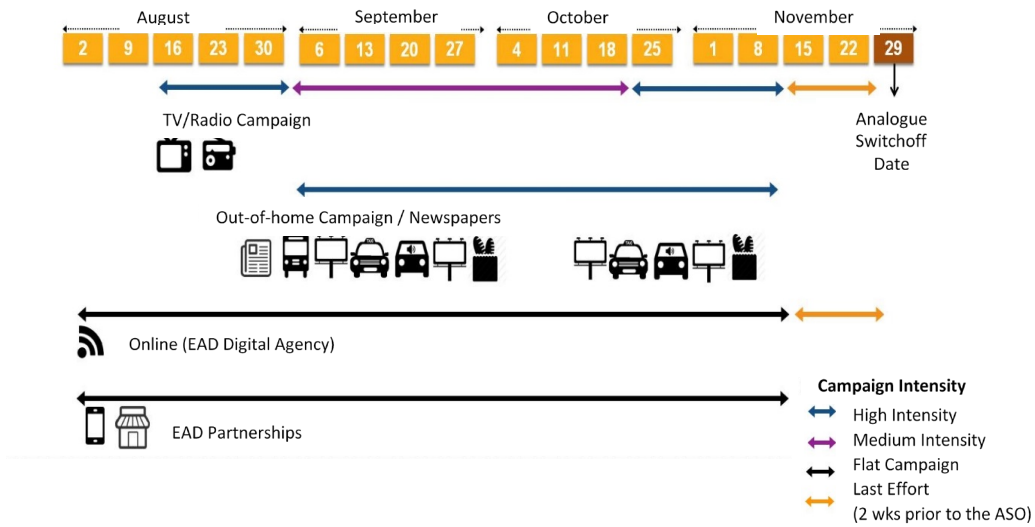 August
September
October
November
2 9 16 23 30 6 13 20 27 4 11 18 25 1 8 15 22 29
TV/Radio Campaign
Analogue
Switchoff
Date
Out-of-home Campaign / Newspapers
Online (EAD Digital Agency)
EAD Partnerships
Campaign Intensity
High Intensity
Medium Intensity
Flat Campaign
Last Effort
(2 wks prior to the ASO)